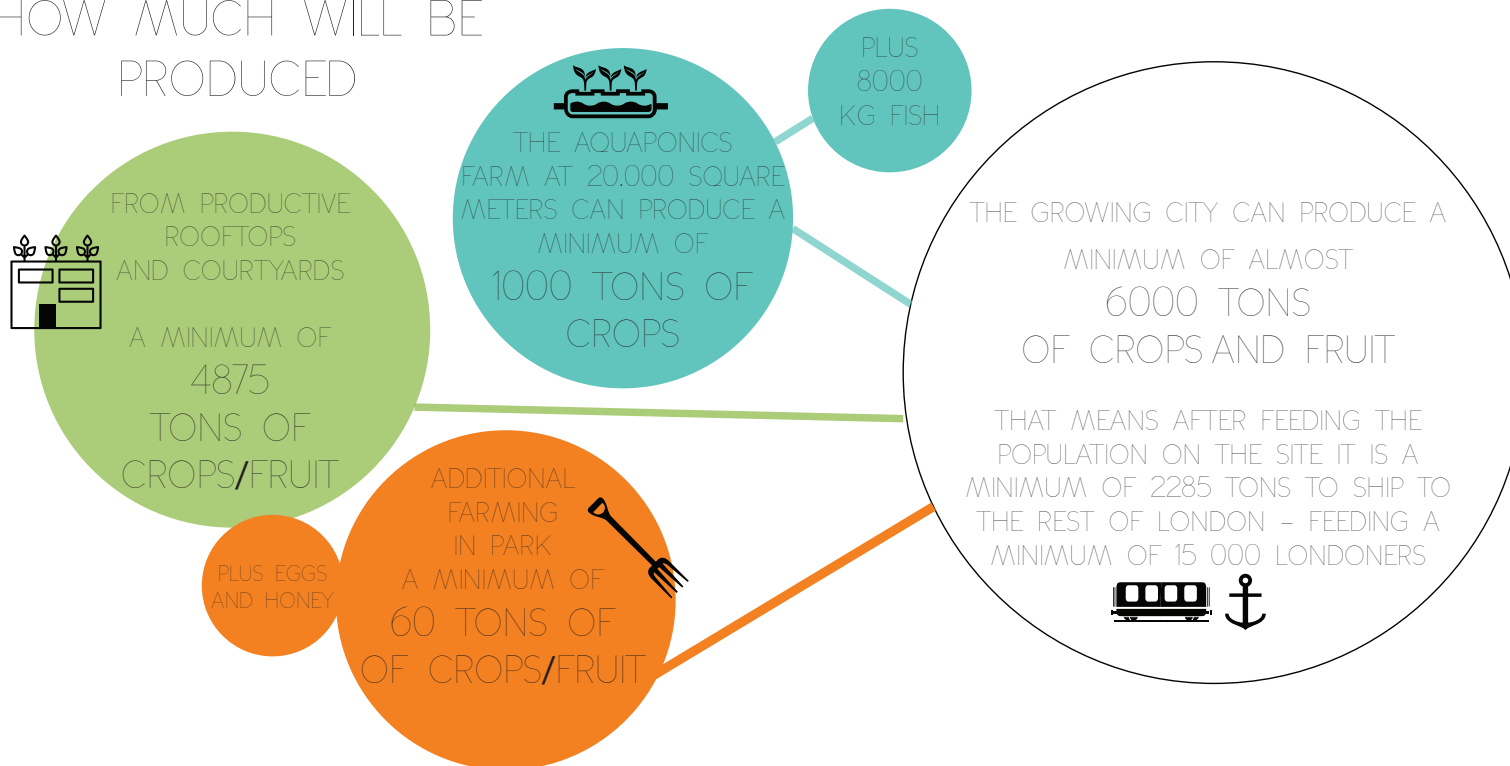 HOW MUCH WILL BE
PRODUCED
FROM PRODUCTIVE
ROOFTOPS
AND COURTYARDS
A MINIMUM OF
4875
TONS OF
CROPS/FRUIT
THE AQUAPONICS
FARM AT 20.000 SQUARE
METERS CAN PRODUCE A
MINIMUM OF
1000 TONS OF
CROPS
PLUS
8000
KG FISH
PLUS EGGS
AND HONEY
ADDITIONAL
FARMING
IN PARK
A MINIMUM OF
60 TONS OF
OF CROPS/FRUIT
THE GROWING CITY CAN PRODUCE A
MINIMUM OF ALMOST
6000 TONS
OF CROPS AND FRUIT
THAT MEANS AFTER FEEDING THE
POPULATION ON THE SITE IT IS A
MINIMUM OF 2285 TONS TO SHIP TO
THE REST OF LONDON - FEEDING A
MINIMUM OF 15 000 LONDONERS